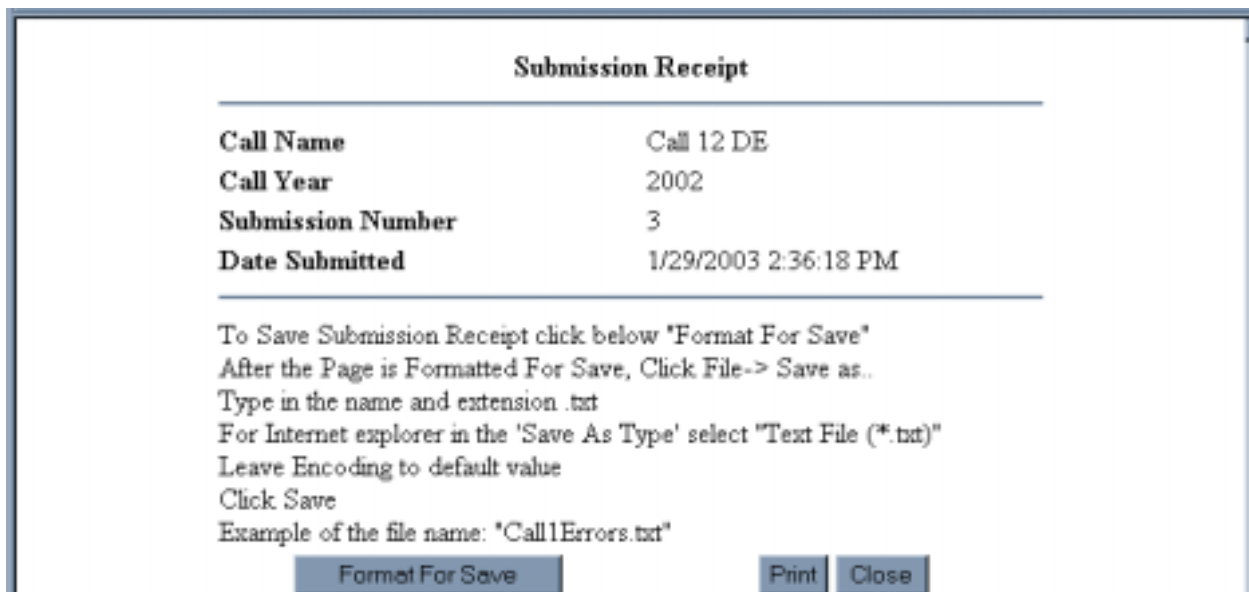 Submission Receipt
Call Name Call 12 DE
Call Year 2002
Submission Number 3
Date Submitted 1/29/2003 2:36:18 PM
To Save Submission Receipt click below "Format For Save"
After the Page is Formatted For Save, Click File-> Save as..
Type in the name and extension .txt
For Internet explorer in the 'Save As Type' select "Text File (*.txt)"
Leave Encoding to default value
Click Save
Example of the file name: "Call1Errors.txt"
Format For Save Print Close